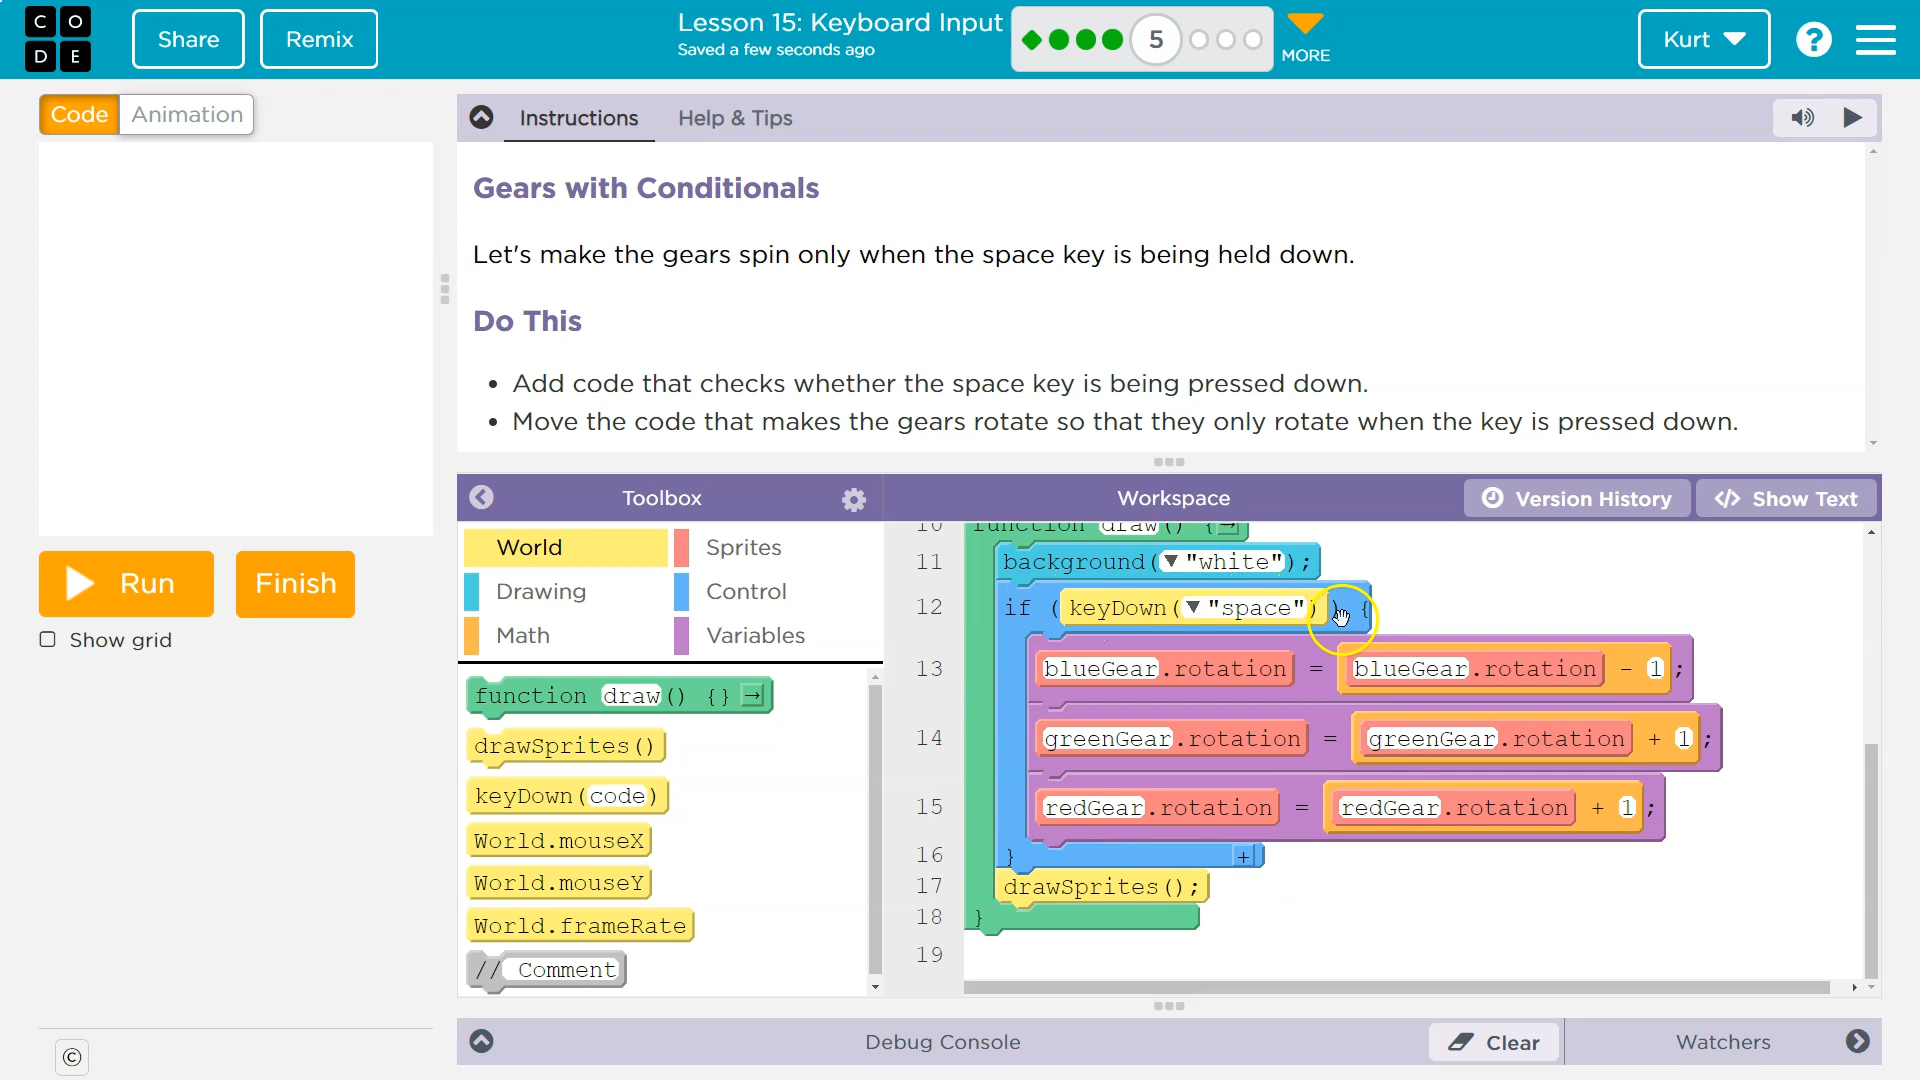 C O
D E
Share
Remix
Lesson 15: Keyboard Input
Saved a few seconds ago
5
MORE
Kurt
?
Code
Animation
Instructions
Help & Tips
Gears with Conditionals
Let's make the gears spin only when the space key is being held down.
Do This
• Add code that checks whether the space key is being pressed down.
• Move the code that makes the gears rotate so that they only rotate when the key is pressed down.
Run
Finish
Show grid
Toolbox
Workspace
Version History
</> Show Text
World
Sprites
Drawing
Control
Math
Variables
function draw() {} →
drawSprites()
keyDown(code)
World.mouseX
World.mouseY
World.frameRate
// Comment
10 function draw() { →
11 background(▼ "white");
12 if (keyDown(▼ "space")) {
13 blueGear.rotation = blueGear.rotation - 1;
14 greenGear.rotation = greenGear.rotation + 1;
15 redGear.rotation = redGear.rotation + 1;
16 } +
17 drawSprites();
18 }
19
©
Debug Console
Clear
Watchers